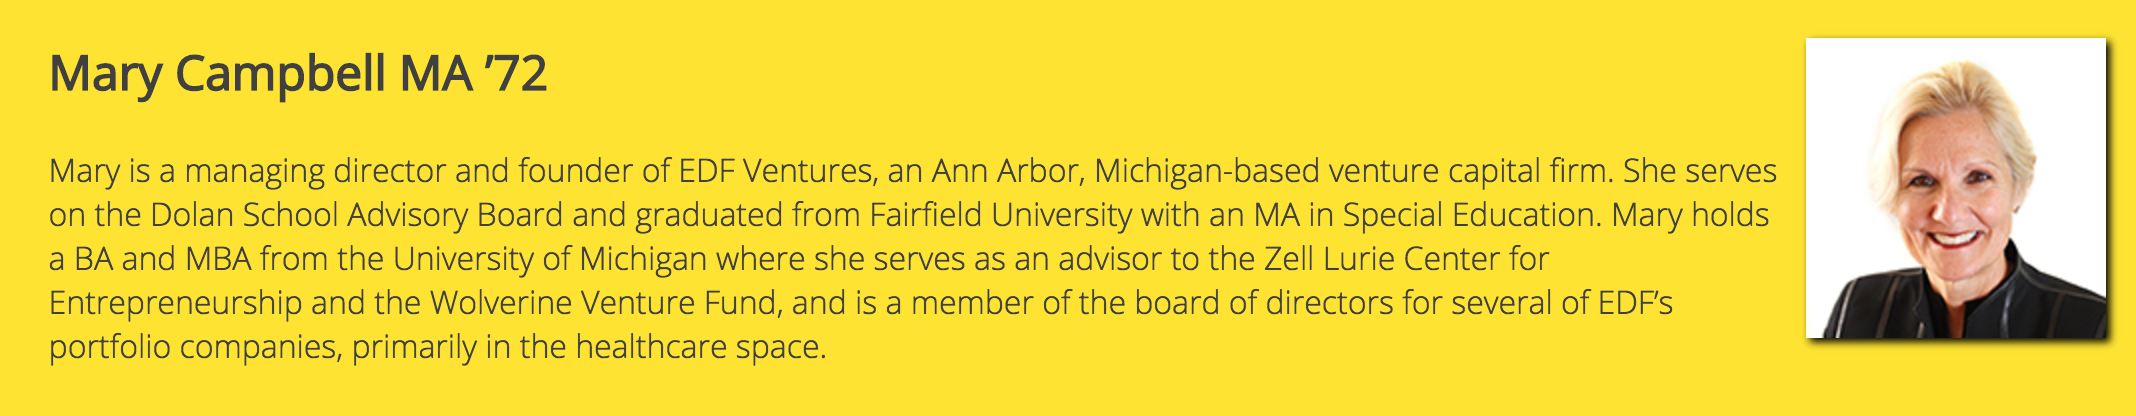 Mary Campbell MA ’72
Mary is a managing director and founder of EDF Ventures, an Ann Arbor, Michigan-based venture capital firm. She serves
on the Dolan School Advisory Board and graduated from Fairfield University with an MA in Special Education. Mary holds
a BA and MBA from the University of Michigan where she serves as an advisor to the Zell Lurie Center for
Entrepreneurship and the Wolverine Venture Fund, and is a member of the board of directors for several of EDF’s
portfolio companies, primarily in the healthcare space.